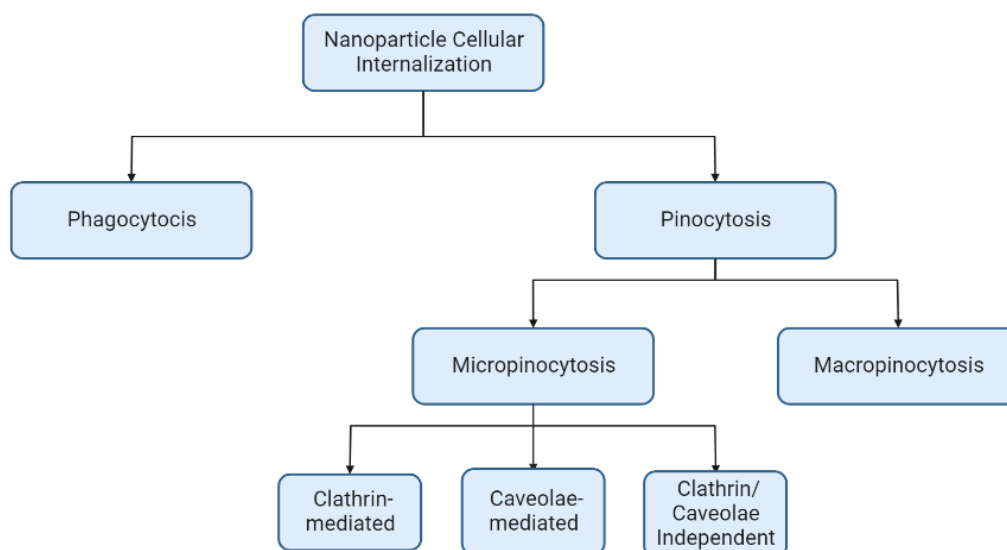 Nanoparticle Cellular
Internalization
Phagocytocis
Pinocytosis
Micropinocytosis
Macropinocytosis
Clathrin-
mediated
Caveolae-
mediated
Clathrin/
Caveolae
Independent